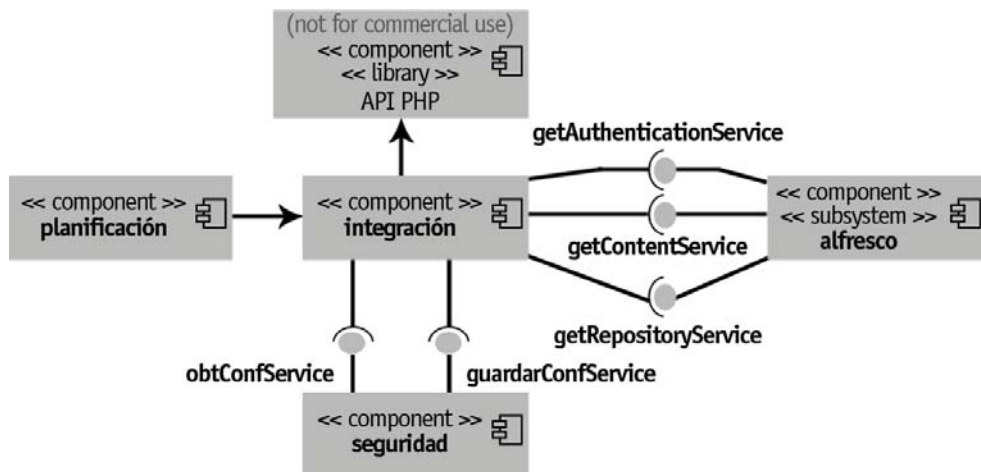 (not for commercial use)
<< component >>
<< library >>
API PHP
getAuthenticationService
<< component >>
planificación
<< component >>
integración
<< component >>
<< subsystem >>
alfresco
getContentService
getRepositoryService
obtConfService
guardarConfService
<< component >>
seguridad